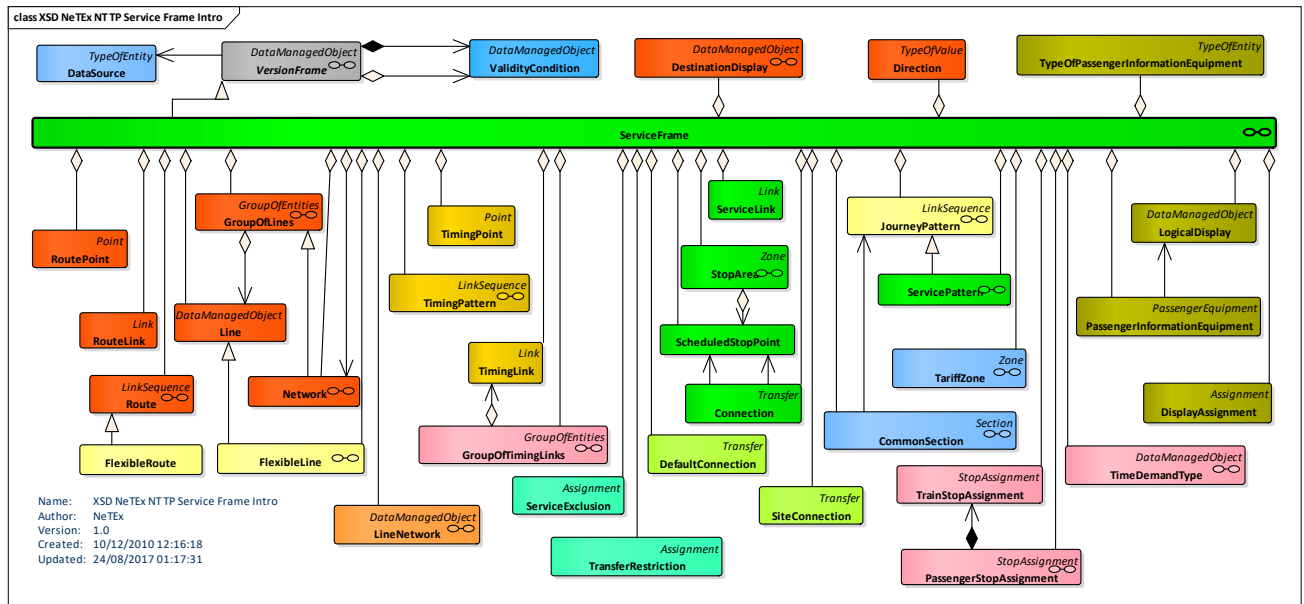 class XSD NeTEx NT TP Service Frame Intro
TypeOfEntity
DataSource
DataManagedObject
VersionFrame
DataManagedObject
ValidityCondition
DataManagedObject
DestinationDisplay
TypeOfValue
Direction
TypeOfEntity
TypeOfPassengerInformationEquipment
ServiceFrame
Point
RoutePoint
Link
RouteLink
LinkSequence
Route
FlexibleRoute
GroupOfEntities
GroupOfLines
DataManagedObject
Line
Network
FlexibleLine
DataManagedObject
LineNetwork
Point
TimingPoint
LinkSequence
TimingPattern
Link
TimingLink
GroupOfEntities
GroupOfTimingLinks
Assignment
ServiceExclusion
Assignment
TransferRestriction
Link
ServiceLink
Zone
StopArea
ScheduledStopPoint
Transfer
Connection
Transfer
DefaultConnection
Transfer
SiteConnection
LinkSequence
JourneyPattern
ServicePattern
Zone
TariffZone
Section
CommonSection
StopAssignment
TrainStopAssignment
StopAssignment
PassengerStopAssignment
DataManagedObject
LogicalDisplay
PassengerEquipment
PassengerInformationEquipment
Assignment
DisplayAssignment
DataManagedObject
TimeDemandType
Name: XSD NeTEx NT TP Service Frame Intro
Author: NeTEx
Version: 1.0
Created: 10/12/2010 12:16:18
Updated: 24/08/2017 01:17:31